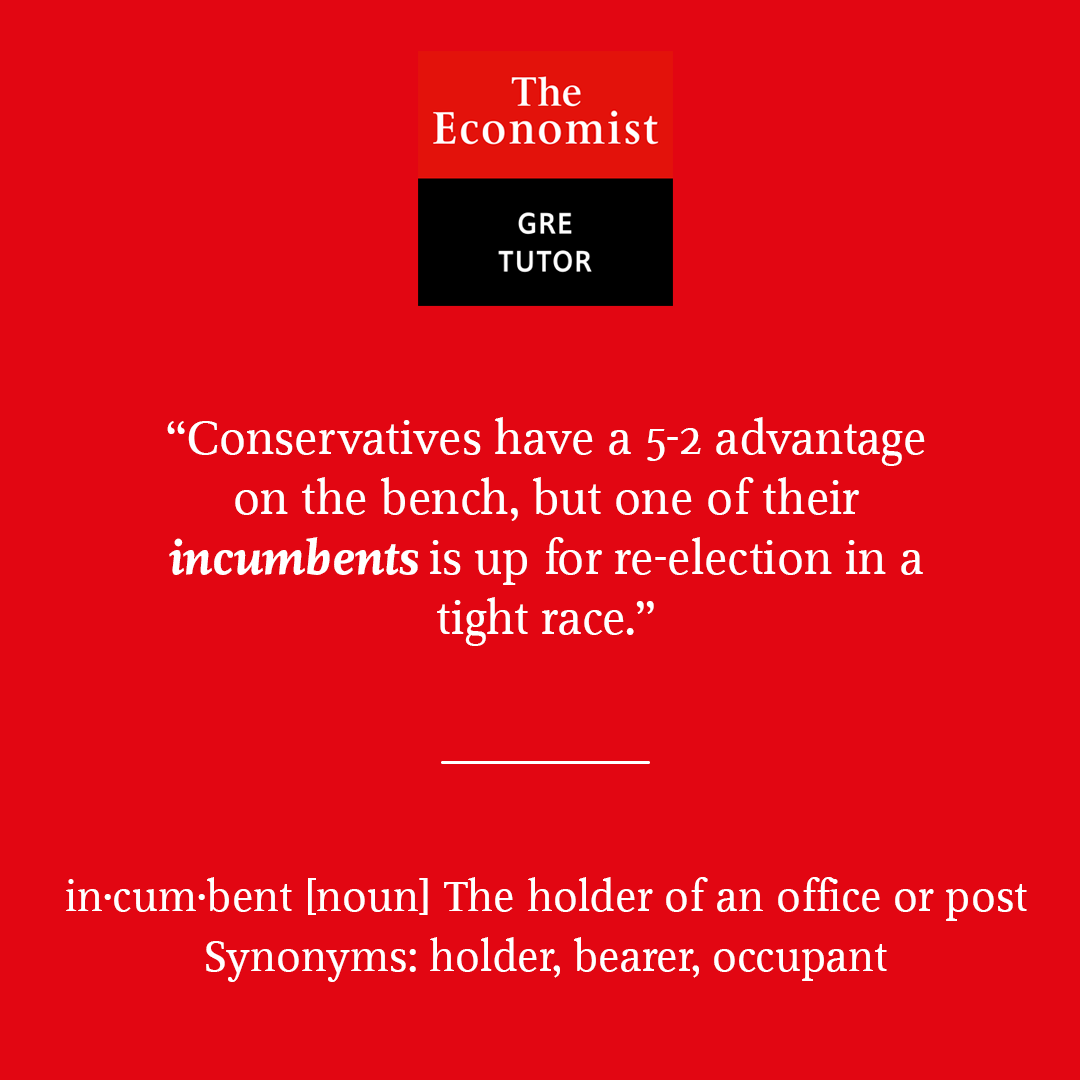 The
Economist
GRE
TUTOR
“Conservatives have a 5-2 advantage
on the bench, but one of their
incumbents is up for re-election in a
tight race.”
in·cum·bent [noun] The holder of an office or post
Synonyms: holder, bearer, occupant